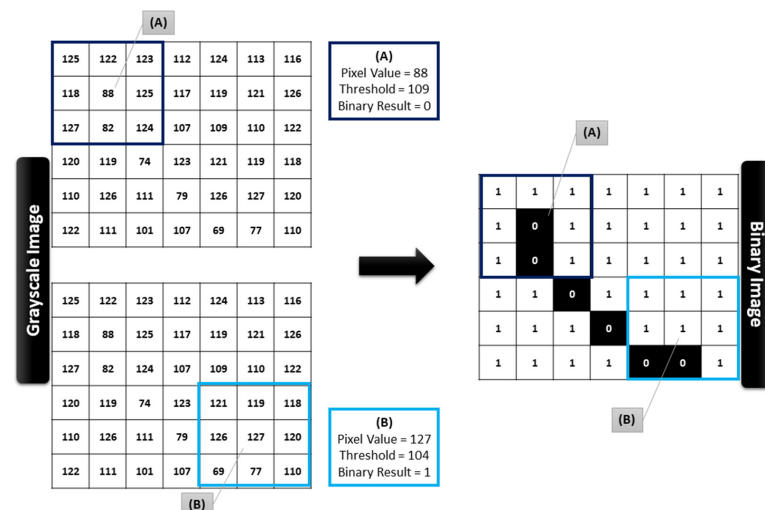 (A)
125 122 123 112 124 113 116
118 88 125 117 119 121 126
127 82 124 107 109 110 122
120 119 74 123 121 119 118
110 126 111 79 126 127 120
122 111 101 107 69 77 110
(A)
Pixel Value = 88
Threshold = 109
Binary Result = 0
Grayscale Image
125 122 123 112 124 113 116
118 88 125 117 119 121 126
127 82 124 107 109 110 122
120 119 74 123 121 119 118
110 126 111 79 126 127 120
122 111 101 107 69 77 110
(B)
(B)
Pixel Value = 127
Threshold = 104
Binary Result = 1
(A)
1 1 1 1 1 1 1
1 0 1 1 1 1 1
1 0 1 1 1 1 1
1 1 0 1 1 1 1
1 1 1 0 1 1 1
1 1 1 1 0 0 1
(B)
Binary Image